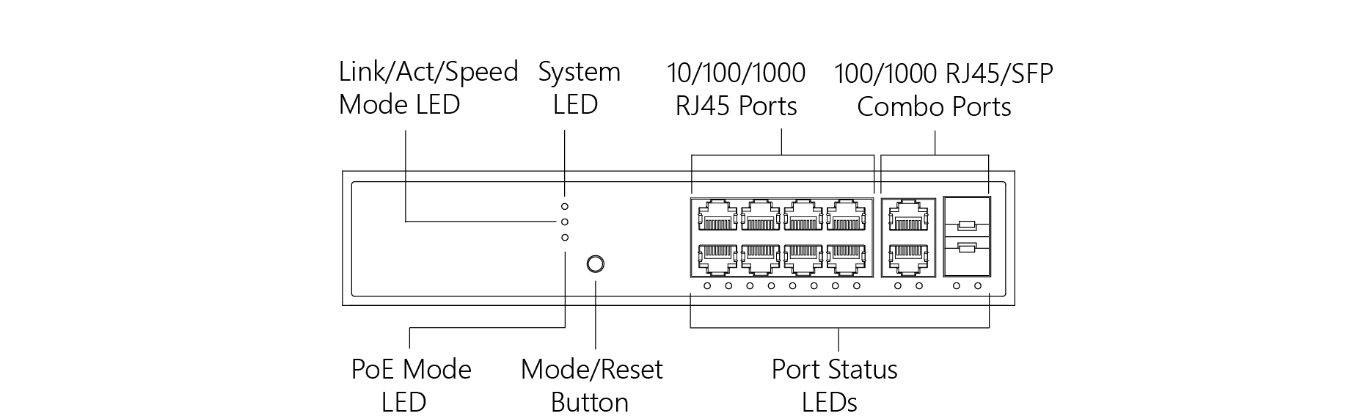 Link/Act/Speed
Mode LED
System
LED
10/100/1000
RJ45 Ports
100/1000 RJ45/SFP
Combo Ports
PoE Mode
LED
Mode/Reset
Button
Port Status
LEDs